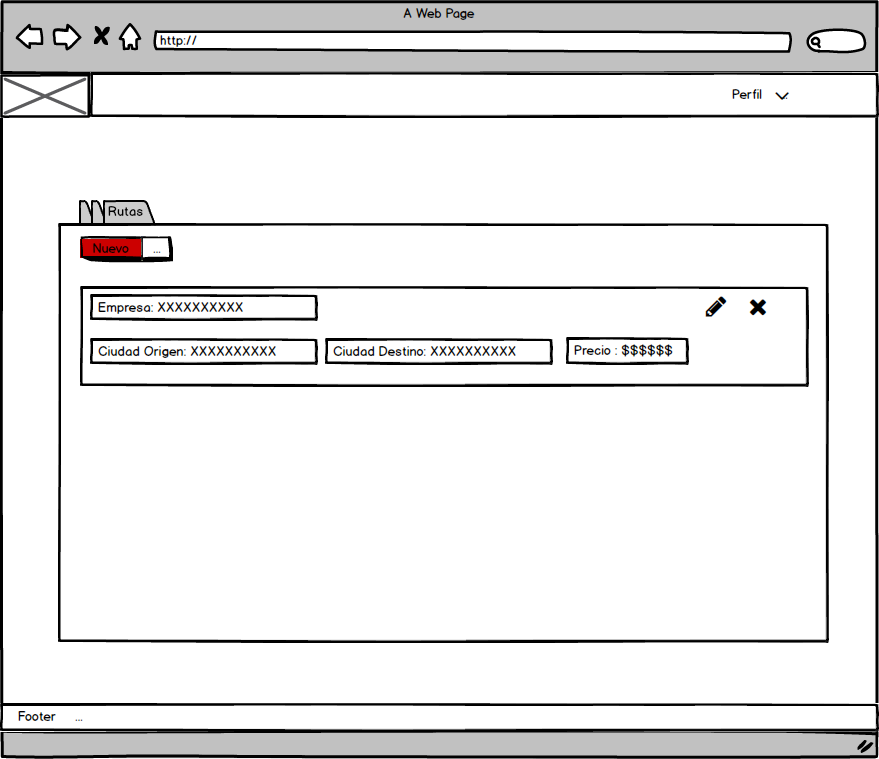 A Web Page
http://
Perfil
Rutas
Nuevo ...
Empresa: XXXXXXXXXX
Ciudad Origen: XXXXXXXXXX Ciudad Destino: XXXXXXXXXX Precio : $$$$$$
Footer ...